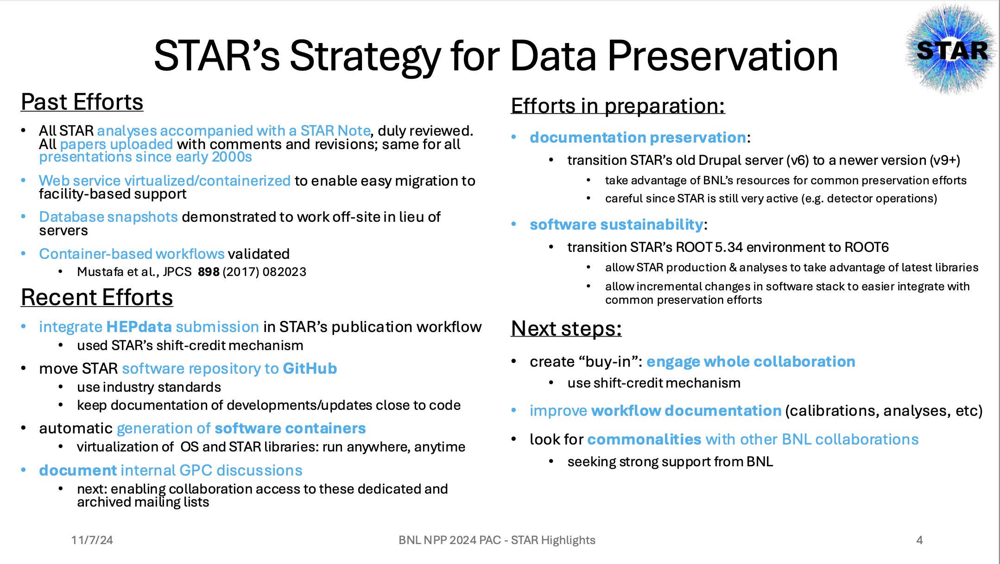 STAR
STAR’s Strategy for Data Preservation
Past Efforts
• All STAR analyses accompanied with a STAR Note, duly reviewed.
All papers uploaded with comments and revisions; same for all
presentations since early 2000s
• Web service virtualized/containerized to enable easy migration to
facility-based support
• Database snapshots demonstrated to work off-site in lieu of
servers
• Container-based workflows validated
• Mustafa et al., JPCS 898 (2017) 082023
Recent Efforts
• integrate HEPdata submission in STAR’s publication workflow
• used STAR’s shift-credit mechanism
• move STAR software repository to GitHub
• use industry standards
• keep documentation of developments/updates close to code
• automatic generation of software containers
• virtualization of OS and STAR libraries: run anywhere, anytime
• document internal GPC discussions
• next: enabling collaboration access to these dedicated and
archived mailing lists
Efforts in preparation:
• documentation preservation:
• transition STAR’s old Drupal server (v6) to a newer version (v9+)
• take advantage of BNL’s resources for common preservation efforts
• careful since STAR is still very active (e.g. detector operations)
• software sustainability:
• transition STAR’s ROOT 5.34 environment to ROOT6
• allow STAR production & analyses to take advantage of latest libraries
• allow incremental changes in software stack to easier integrate with
common preservation efforts
Next steps:
• create “buy-in”: engage whole collaboration
• use shift-credit mechanism
• improve workflow documentation (calibrations, analyses, etc)
• look for commonalities with other BNL collaborations
• seeking strong support from BNL
11/7/24
BNL NPP 2024 PAC - STAR Highlights
4